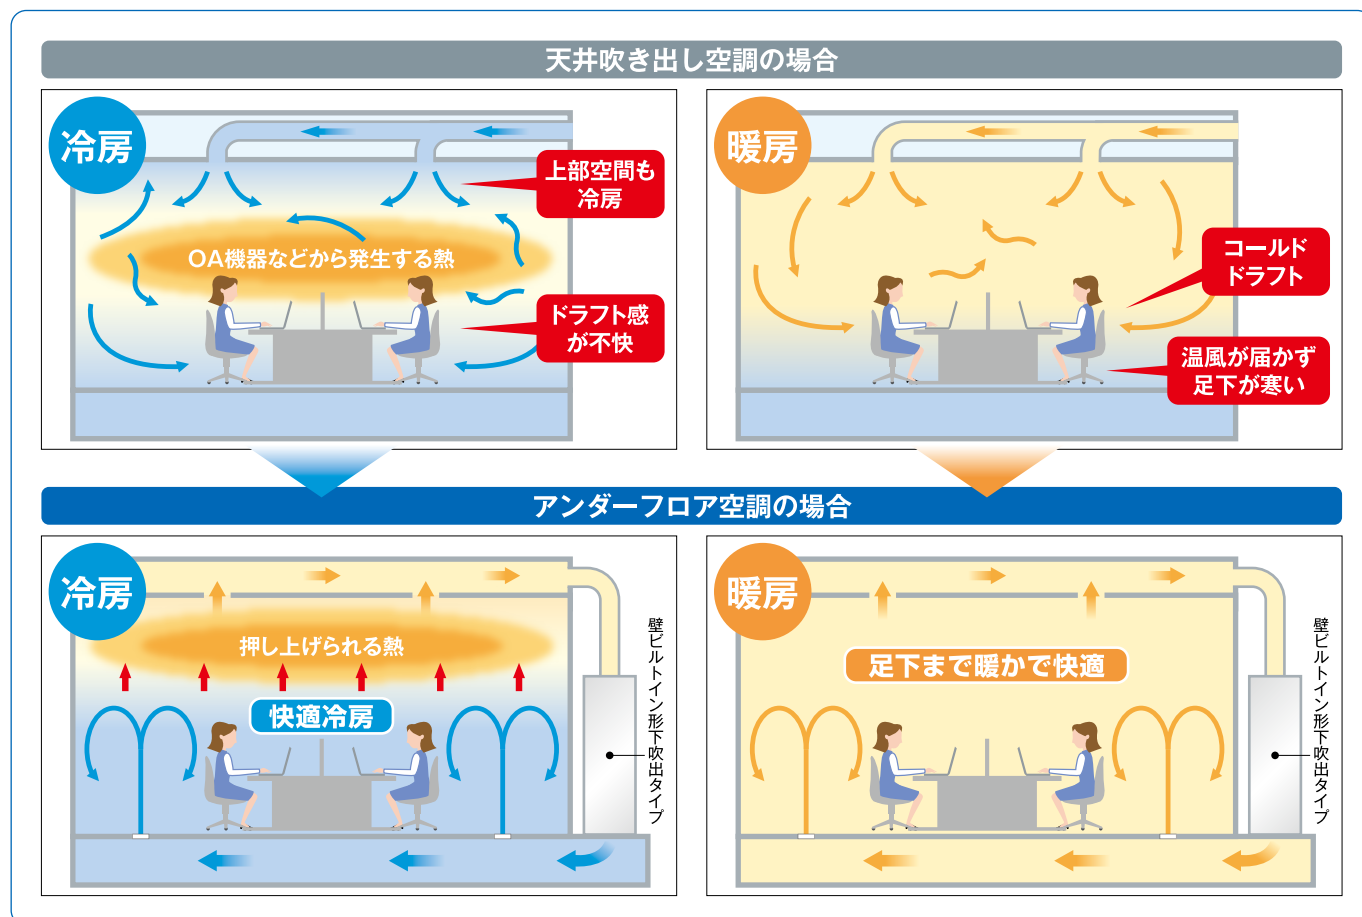 天井吹き出し空調の場合
冷房
上部空間も
冷房
OA機器などから発生する熱
ドラフト感
が不快
暖房
コールド
ドラフト
温風が届かず
足下が寒い
アンダーフロア空調の場合
冷房
押し上げられる熱
快適冷房
壁ビルトイン形下吹出タイプ
暖房
足下まで暖かで快適
壁ビルトイン形下吹出タイプ